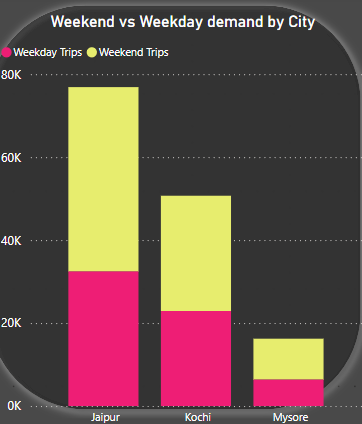 Weekend vs Weekday demand by City
Weekday Trips Weekend Trips
80K
60K
40K
20K
0K
Jaipur Kochi Mysore